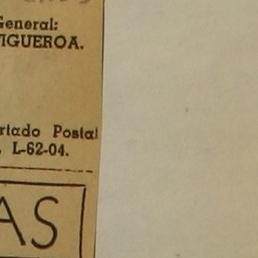 General:
FIGUEROA.
rtado Postal
L-62-04.
AS